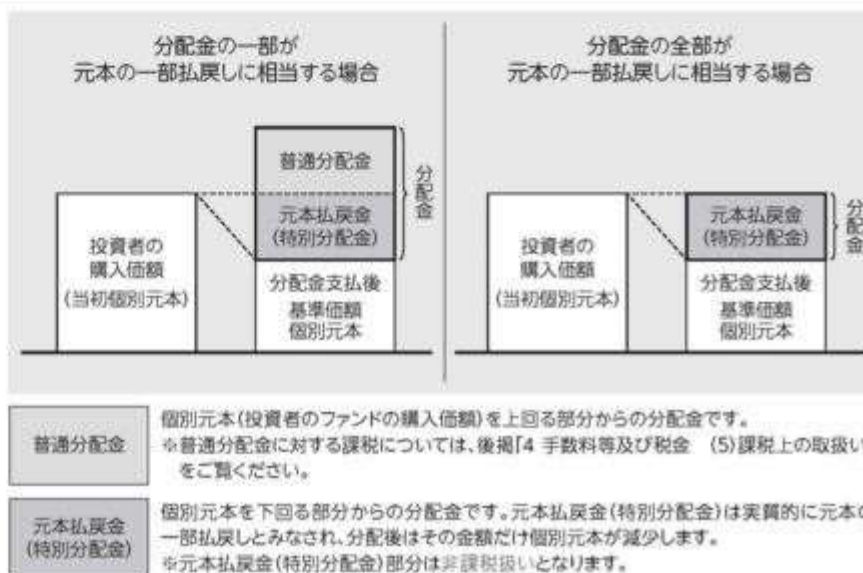 分配金の一部が
元本の一部払戻しに相当する場合
普通分配金
元本払戻金
(特別分配金)
分配金
投資者の
購入価額
(当初個別元本)
分配金支払後
基準価額
個別元本
分配金の全部が
元本の一部払戻しに相当する場合
元本払戻金
(特別分配金)
分配金
投資者の
購入価額
(当初個別元本)
分配金支払後
基準価額
個別元本
普通分配金
個別元本(投資者のファンドの購入価額)を上回る部分からの分配金です。
※普通分配金に対する課税については、後掲「4 手数料等及び税金 (5)課税上の取扱い
をご覧ください。
元本払戻金
(特別分配金)
個別元本を下回る部分からの分配金です。元本払戻金(特別分配金)は実質的に元本の
一部払戻しとみなされ、分配後はその金額だけ個別元本が減少します。
※元本払戻金(特別分配金)部分は非課税扱いとなります。